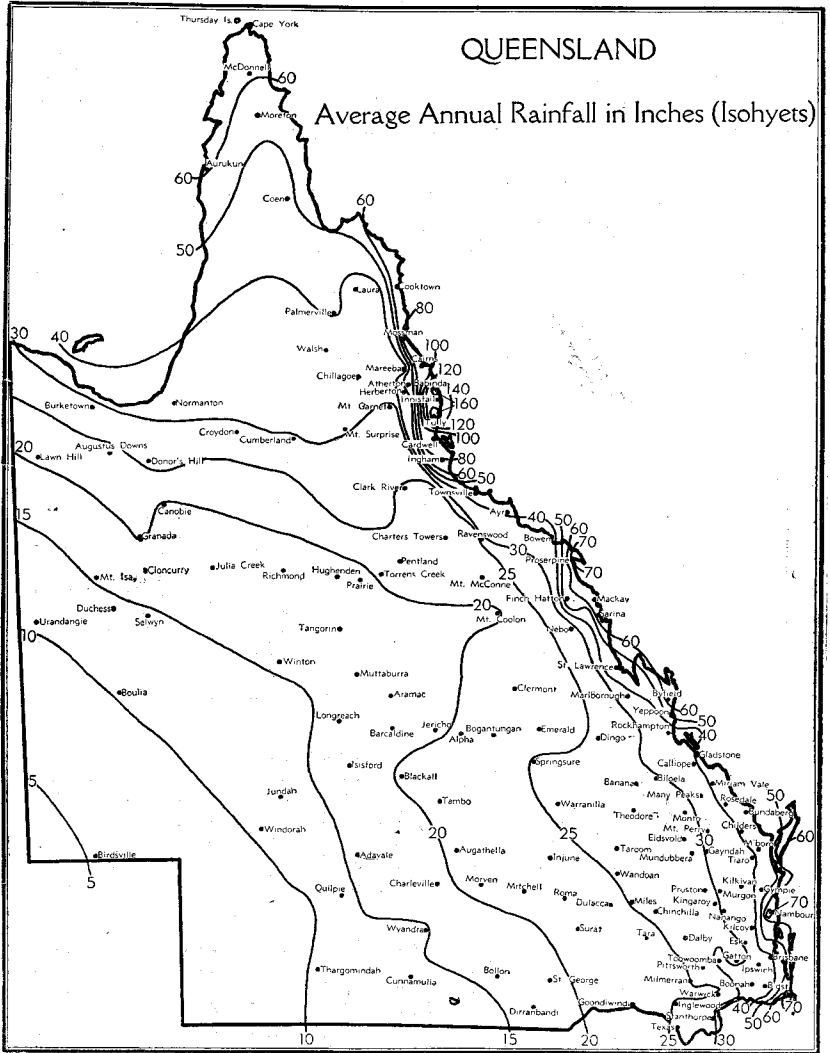 Thursday Is.
Cape York
QUEENSLAND
McDonnell
60
Average Annual Rainfall in Inches (Isohyets)
Moreton
Aurukun
60
Coen
60
50
Laura
Cooktown
Palmerville
80
Mossman
30
40
100
Walsh
Cairns
Mareeba
120
Chillagoe
Atherton
Babinda
140
Herberton
Innisfail
160
Burketown
Normanton
Mt Garnet
Tully
120
Croydon
Cumberland
Mt. Surprise
100
Cardwell
20
Augustus Downs
Lawn Hill
Donor's Hill
Ingham
80
60
50
Clark River
Townsville
15
Canobie
Ayr
40
50
60
Granada
Charters Towers
Ravenswood
Bowen
70
30
Proserpine
Pentland
Mt. Isa
Cloncurry
Julia Creek
Richmond
Hughenden
Torrens Creek
25
70
Prairie
Mt. McConne
Finch Hatton
Mackay
Duchess
20
Sarina
Urandangie
Selwyn
Mt. Coolon
10
Tangorin
Nebo
60
Winton
St. Lawrence
Muttaburra
Boulia
Aramac
Clermont
Marlborough
Byfield
Yeppoon
60
Longreach
Jericho
50
Barcaldine
Alpha
Bogantungan
Emerald
Rockhampton
40
Dingo
Gladstone
Isisford
Springsure
Calliope
5
Blackall
Banana
Biloela
Miriam Vale
Jundah
Many Peaks
Rosedale
50
Tambo
Warranilla
Theodore
Monto
Bundaberg
Windorah
20
25
Mt. Perry
Childers
60
Eidsvold
30
M'boro
Birdsville
Adavale
Augathella
Injune
Taroom
Mundubbera
Gayndah
Tiaro
5
Wandoan
Quilpie
Charleville
Morven
Mitchell
Roma
Pruston
Kilkivan
Gympie
Murgon
Dulacca
Miles
Kingaroy
70
Chinchilla
Nanango
Nambour
Wyandra
Surat
Tara
Dalby
Kilcoy
Esk
Toowoomba
Gatton
Brisbane
Thargomindah
Cunnamulla
Bollon
St George
Pittsworth
Ipswich
Milmerran
Boonah
Warwick
Dirranbandi
Goondiwindi
Inglewood
Stanthorpe
40
50
60
70
Texas
10
15
20
25
30